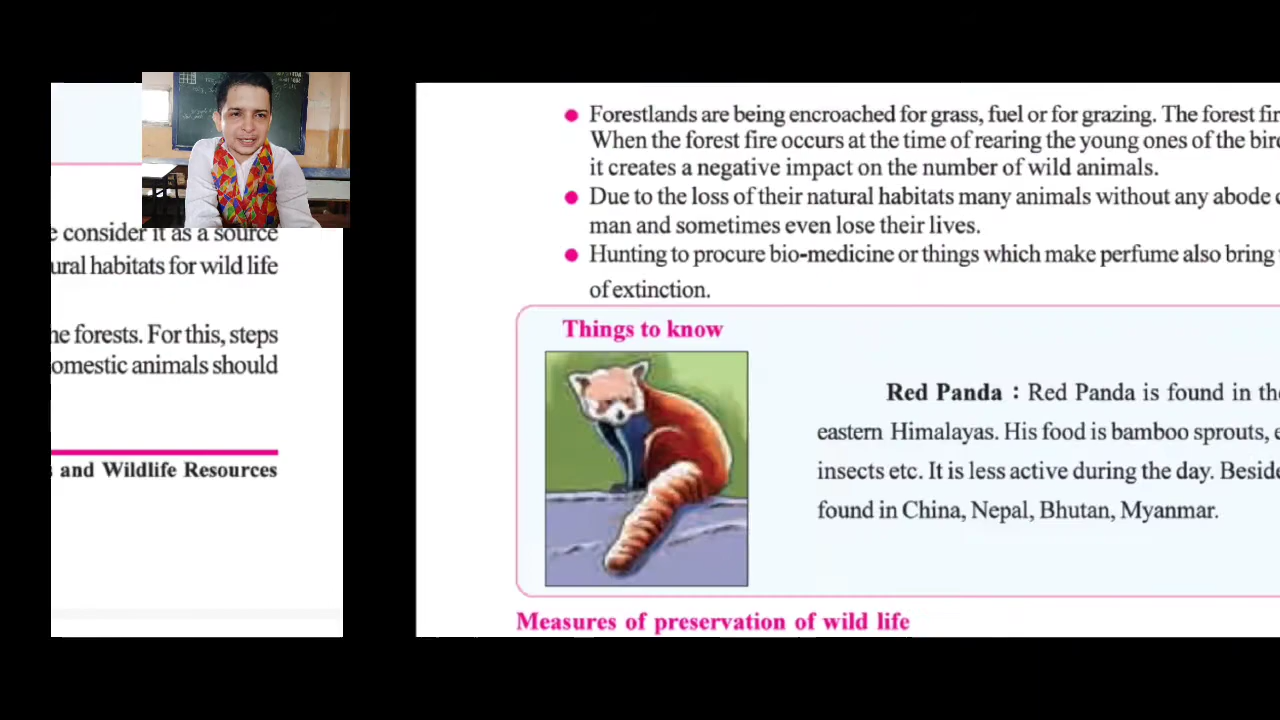 consider it as a source
ural habitats for wild life
he forests. For this, steps
omestic animals should
and Wildlife Resources
Forestlands are being encroached for grass, fuel or for grazing. The forest fir
When the forest fire occurs at the time of rearing the young ones of the bird
it creates a negative impact on the number of wild animals.
Due to the loss of their natural habitats many animals without any abode
man and sometimes even lose their lives.
Hunting to procure bio-medicine or things which make perfume also bring
of extinction.
Things to know
Red Panda : Red Panda is found in the
eastern Himalayas. His food is bamboo sprouts,
insects etc. It is less active during the day. Beside
found in China, Nepal, Bhutan, Myanmar.
Measures of preservation of wild life